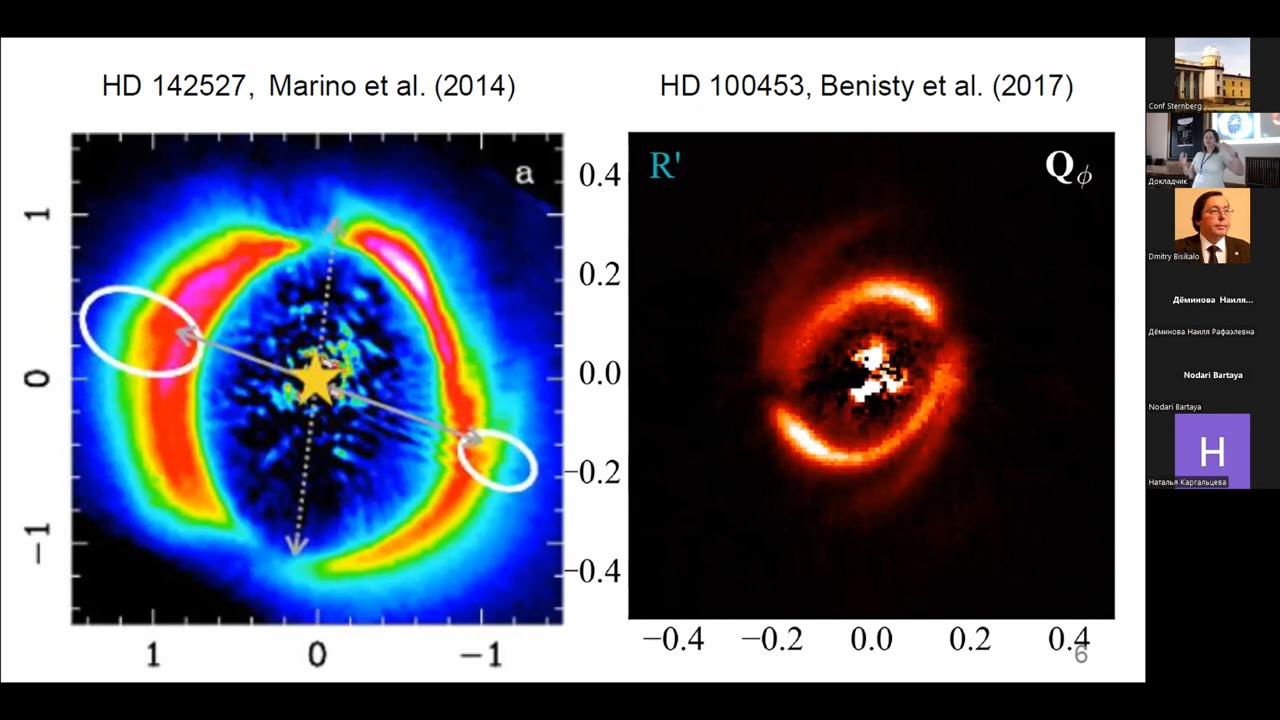 HD 142527, Marino et al. (2014)
HD 100453, Benisty et al. (2017)
a
1
0
−1
1
0
−1
R'
Qϕ
0.4
0.2
0.0
−0.2
−0.4
−0.4
−0.2
0.0
0.2
0.4
6
Conf Sternberg
Докладчик
Dmitry Bisikalo
Дёминова Наиля...
Дёминова Наиля Рафаэлевна
Nodari Bartaya
Nodari Bartaya
Н
Наталья Каргальцева